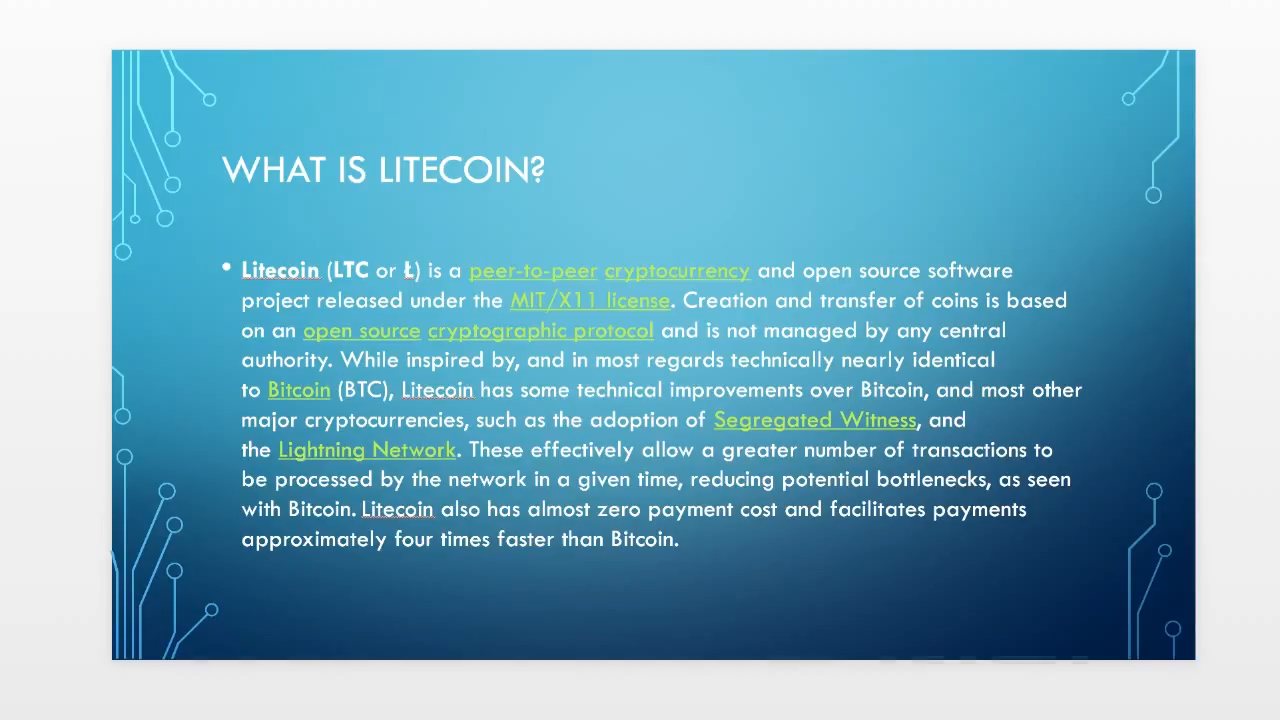 WHAT IS LITECOIN?
• Litecoin (LTC or Ł) is a peer-to-peer cryptocurrency and open source software
project released under the MIT/X11 license. Creation and transfer of coins is based
on an open source cryptographic protocol and is not managed by any central
authority. While inspired by, and in most regards technically nearly identical
to Bitcoin (BTC), Litecoin has some technical improvements over Bitcoin, and most other
major cryptocurrencies, such as the adoption of Segregated Witness, and
the Lightning Network. These effectively allow a greater number of transactions to
be processed by the network in a given time, reducing potential bottlenecks, as seen
with Bitcoin. Litecoin also has almost zero payment cost and facilitates payments
approximately four times faster than Bitcoin.